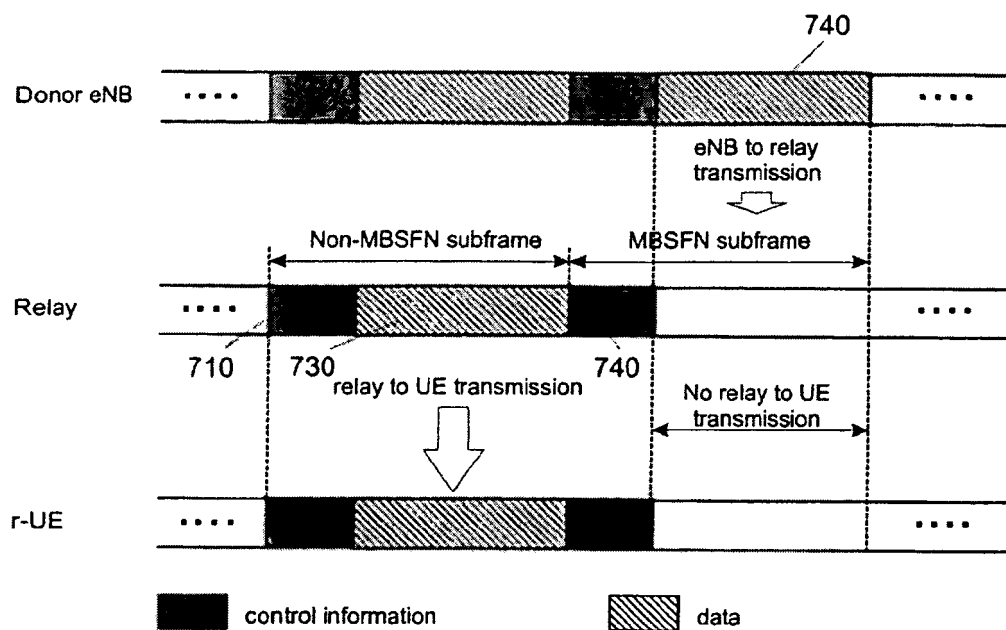 740
Donor eNB
....
....
eNB to relay
transmission
Non-MBSFN subframe
MBSFN subframe
Relay
....
....
710
730
740
relay to UE transmission
No relay to UE
transmission
r-UE
....
....
control information
data